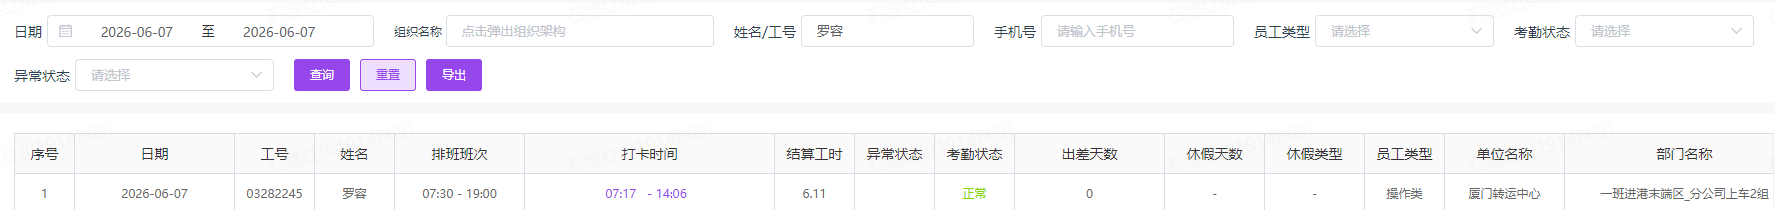 日期 2026-06-07 至 2026-06-07 组织名称 点击弹出组织架构 姓名/工号 罗容 手机号 请输入手机号 员工类型 请选择 考勤状态 请选择
异常状态 请选择 查询 重置 导出
序号 日期 工号 姓名 排班班次 打卡时间 结算工时 异常状态 考勤状态 出差天数 休假天数 休假类型 员工类型 单位名称 部门名称
1 2026-06-07 03282245 罗容 07:30 - 19:00 07:17 - 14:06 6.11 正常 0 - - 操作类 厦门转运中心 一班进港末端区_分公司上车2组